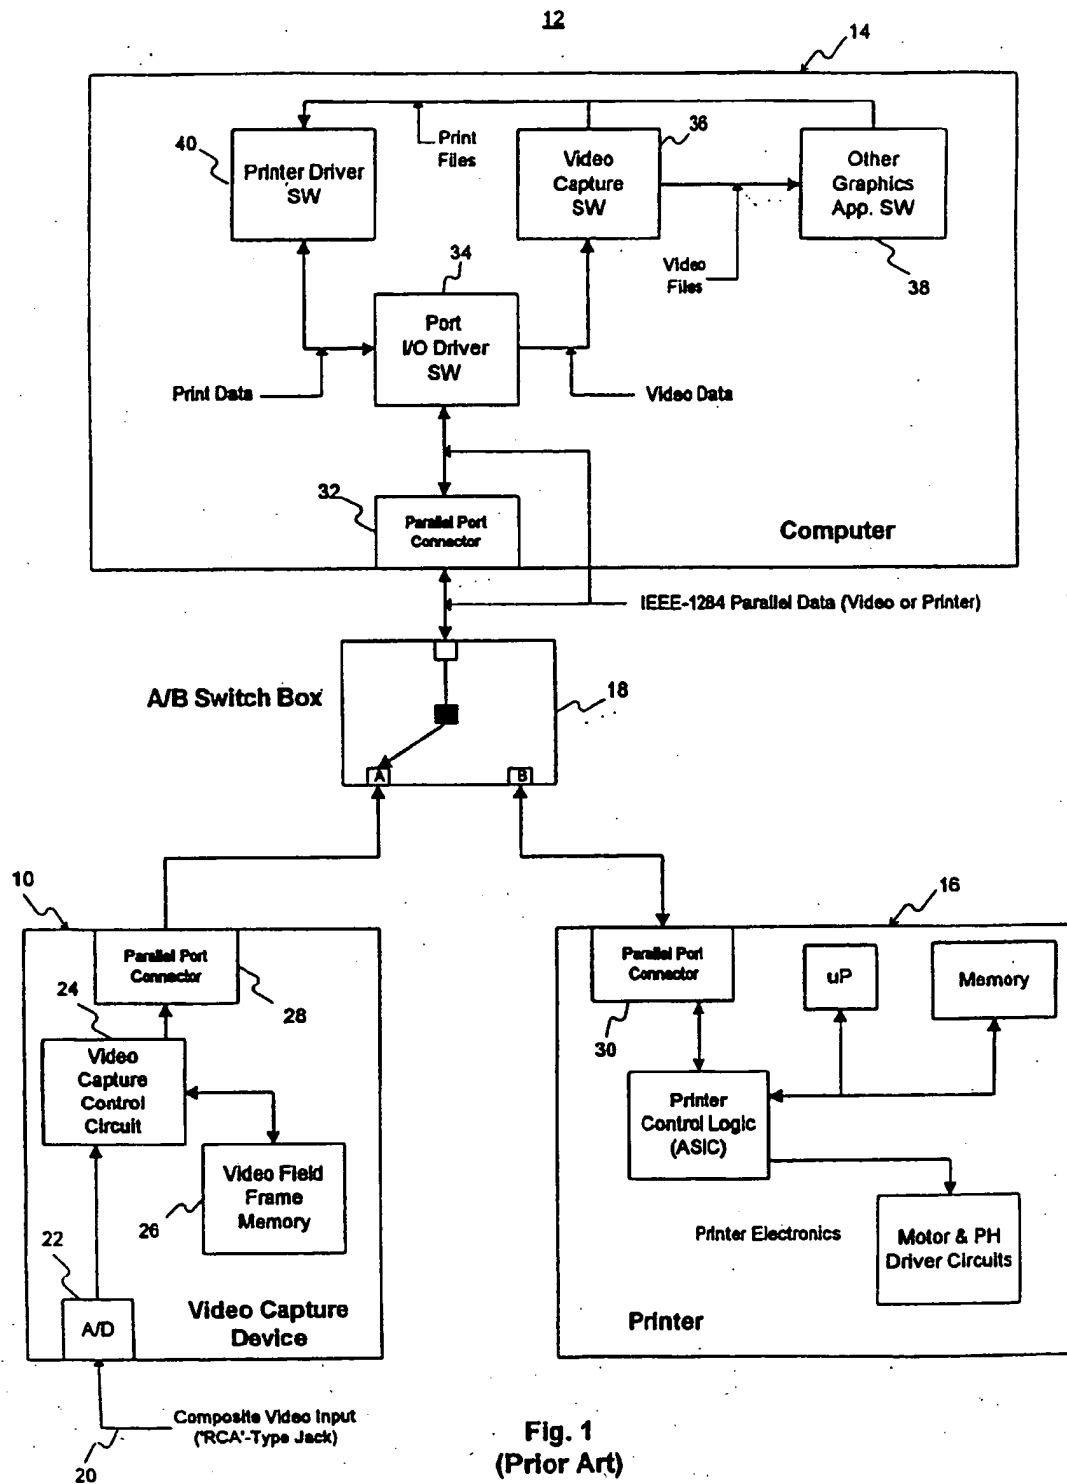 12
14
40
Printer Driver
SW
Print
Files
Video
Capture
SW
36
Other
Graphics
App. SW
38
34
Video
Files
Port
I/O Driver
SW
Print Data
Video Data
32
Parallel Port
Connector
Computer
IEEE-1284 Parallel Data (Video or Printer)
A/B Switch Box
18
A
B
10
16
Parallel Port
Connector
28
24
Video
Capture
Control
Circuit
Video Field
Frame
Memory
26
22
A/D
Video Capture
Device
Composite Video Input
("RCA"-Type Jack)
20
Parallel Port
Connector
30
uP
Memory
Printer
Control Logic
(ASIC)
Printer Electronics
Motor & PH
Driver Circuits
Printer
Fig. 1
(Prior Art)